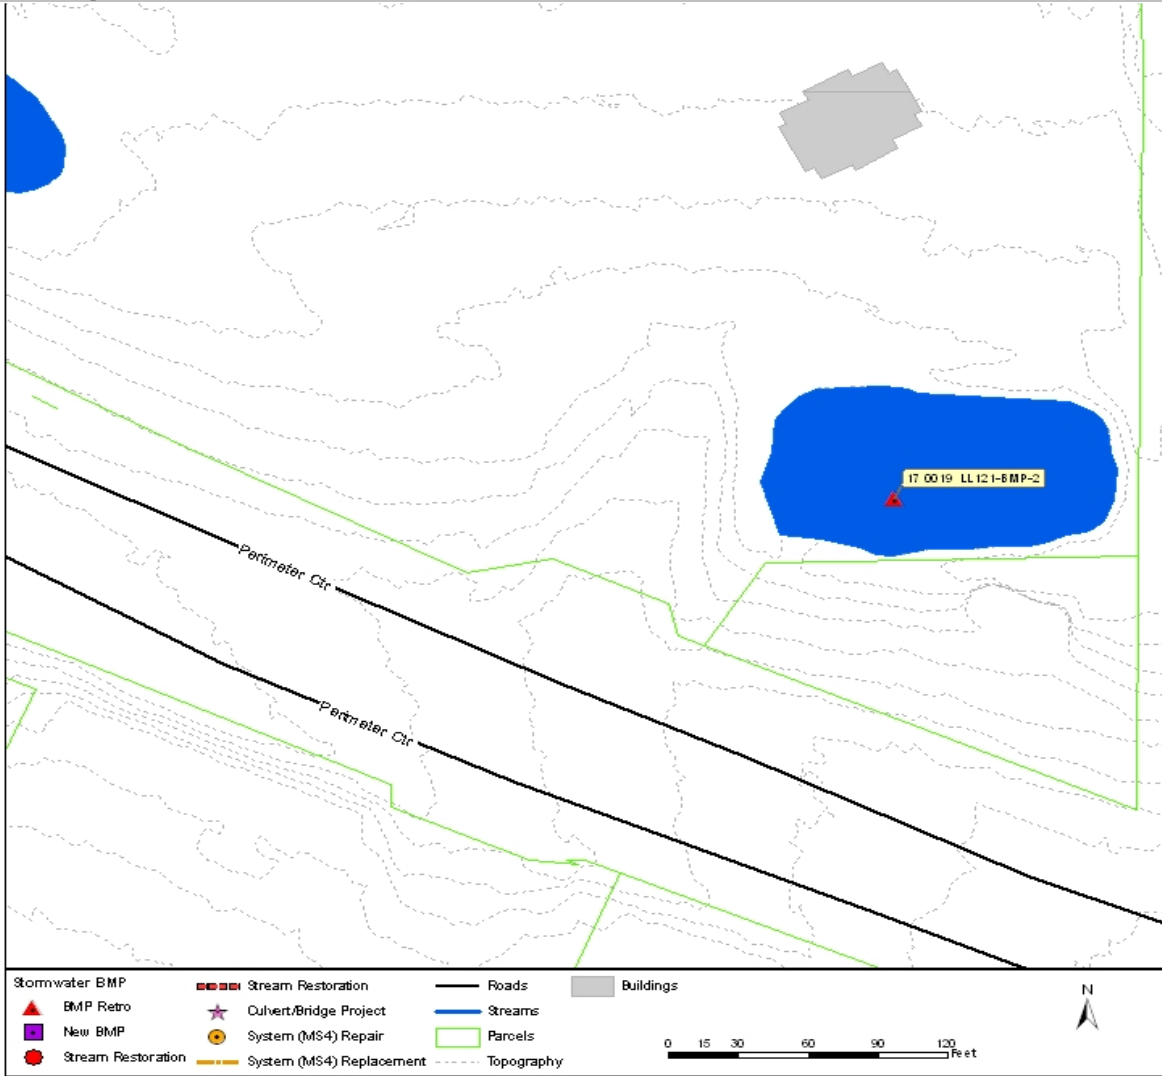 17 0019 LL121-BMP-2
Perimeter Ctr
Perimeter Ctr
Stormwater BMP
BMP Retro
New BMP
Stream Restoration
Stream Restoration
Culvert/Bridge Project
System (MS4) Repair
System (MS4) Replacement
Roads
Streams
Parcels
Topography
Buildings
N
0 15 30 60 90 120
Feet